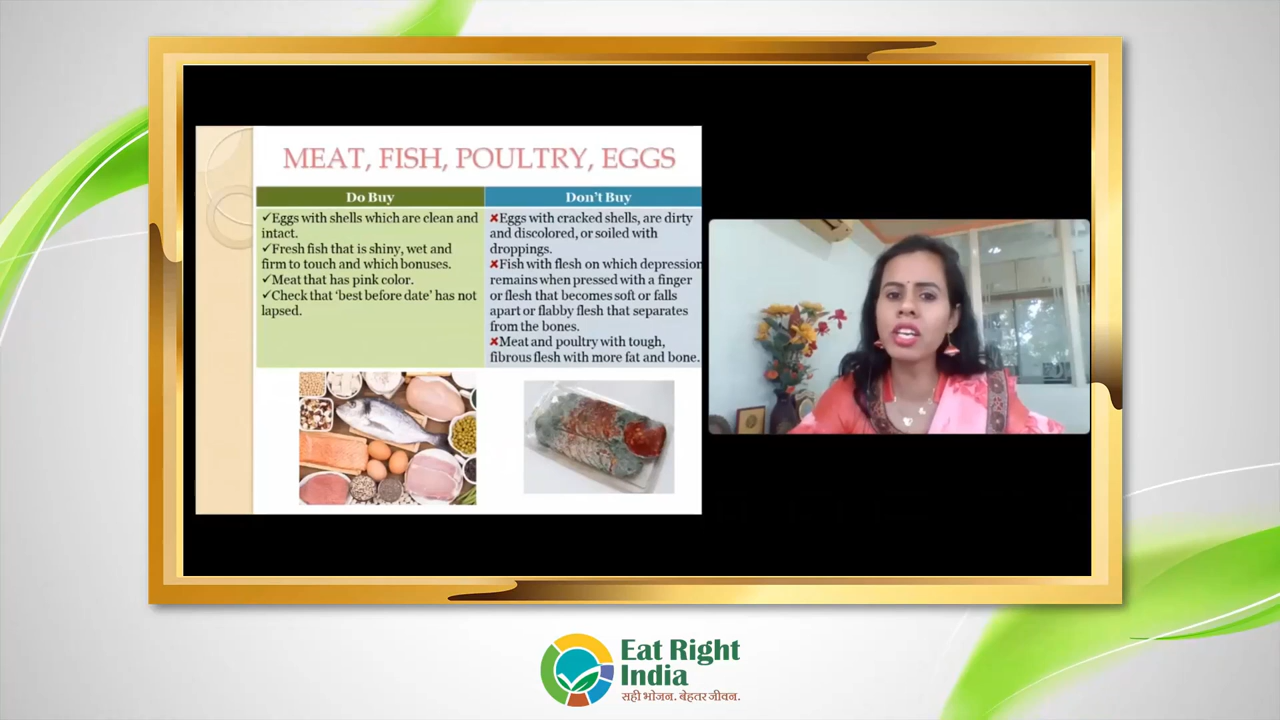 MEAT, FISH, POULTRY, EGGS
Do Buy
✓Eggs with shells which are clean and
intact.
✓Fresh fish that is shiny, wet and
firm to touch and which bonuses.
✓Meat that has pink color.
✓Check that ‘best before date’ has not
lapsed.
Don't Buy
✘Eggs with cracked shells, are dirty
and discolored, or soiled with
droppings.
✘Fish with flesh on which depression
remains when pressed with a finger
or flesh that becomes soft or falls
apart or flabby flesh that separates
from the bones.
✘Meat and poultry with tough,
fibrous flesh with more fat and bone.
Eat Right
India
सही भोजन. बेहतर जीवन.